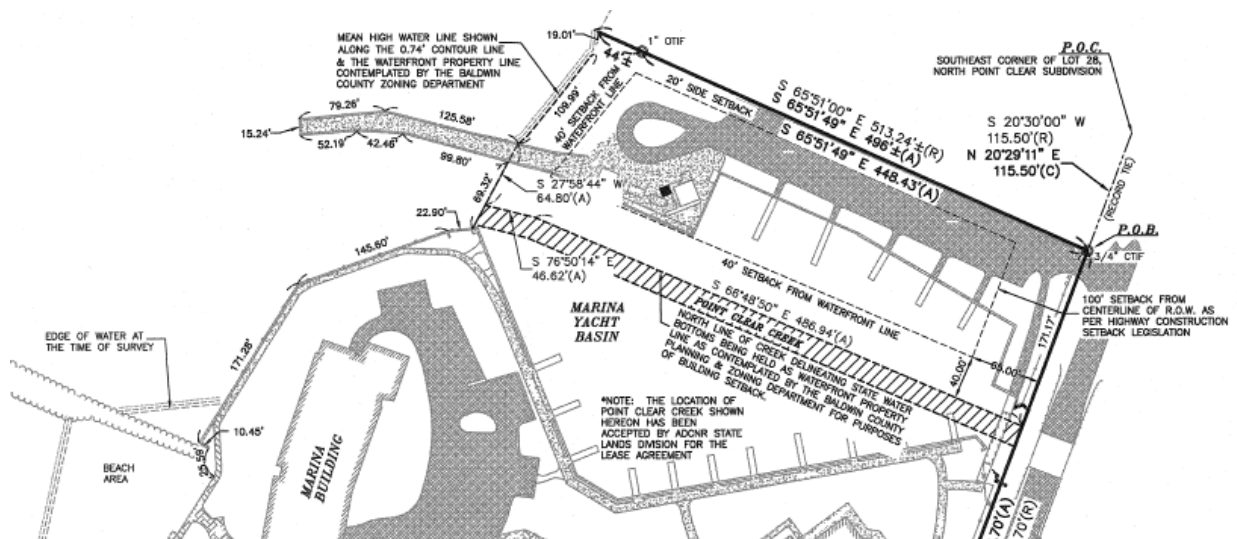 MEAN HIGH WATER LINE SHOWN
ALONG THE 0.74' CONTOUR LINE
& THE WATERFRONT PROPERTY LINE
CONTEMPLATED BY THE BALDWIN
COUNTY ZONING DEPARTMENT
19.01'
1" OTIF
44'
P.O.C.
SOUTHEAST CORNER OF LOT 28,
NORTH POINT CLEAR SUBDIVISION
S 20°30'00" W
115.50'(R)
N 20°29'11" E
115.50'(C)
(RECORD TIE)
20' SIDE SETBACK
S 65°51'00" E 513.24'±(R)
S 65°51'49" E 496'±(A)
S 65°51'49" E 448.43'(A)
109.99'
40' SETBACK FROM
WATERFRONT LINE
79.26'
125.58'
15.24'
52.19'
42.46'
99.80'
69.32'
S 27°58'44" W
64.80'(A)
22.90'
145.60'
S 76°50'14" E
46.62'(A)
P.O.B.
3/4" CTIF
40' SETBACK FROM WATERFRONT LINE
S 66°48'50" E 486.94'(A)
POINT CLEAR CREEK
NORTH LINE OF CREEK DELINEATING STATE WATER
BOTTOMS BEING HELD AS WATERFRONT PROPERTY
LINE AS CONTEMPLATED BY THE BALDWIN COUNTY
PLANNING & ZONING DEPARTMENT FOR PURPOSES
OF BUILDING SETBACK.
MARINA
YACHT
BASIN
100' SETBACK FROM
CENTERLINE OF R.O.W. AS
PER HIGHWAY CONSTRUCTION
SETBACK LEGISLATION
171.17'
40.00'
65.00'
EDGE OF WATER AT
THE TIME OF SURVEY
171.28'
*NOTE: THE LOCATION OF
POINT CLEAR CREEK SHOWN
HEREON HAS BEEN
ACCEPTED BY ADCNR STATE
LANDS DIVISION FOR THE
LEASE AGREEMENT
10.45'
25.59'
BEACH
AREA
MARINA
BUILDING
70'(A)
70'(R)